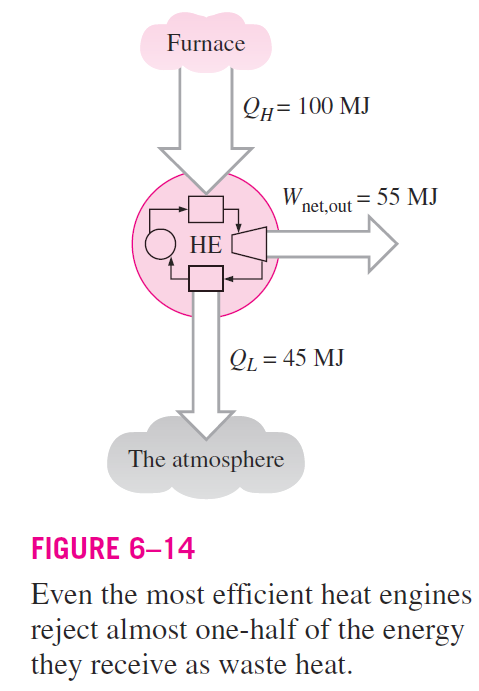 Furnace
Q_H = 100 MJ
W_net,out = 55 MJ
HE
Q_L = 45 MJ
The atmosphere
FIGURE 6–14
Even the most efficient heat engines
reject almost one-half of the energy
they receive as waste heat.